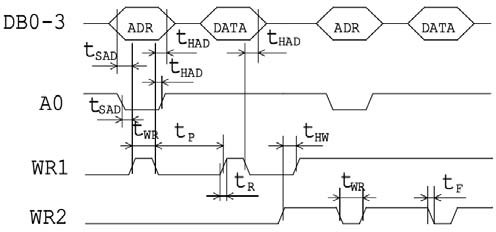 DB0-3 ADR DATA ADR DATA
tSAD tHAD tHAD
tHAD
A0
tSAD tWR tP tHW
WR1
tR tWR tF
WR2